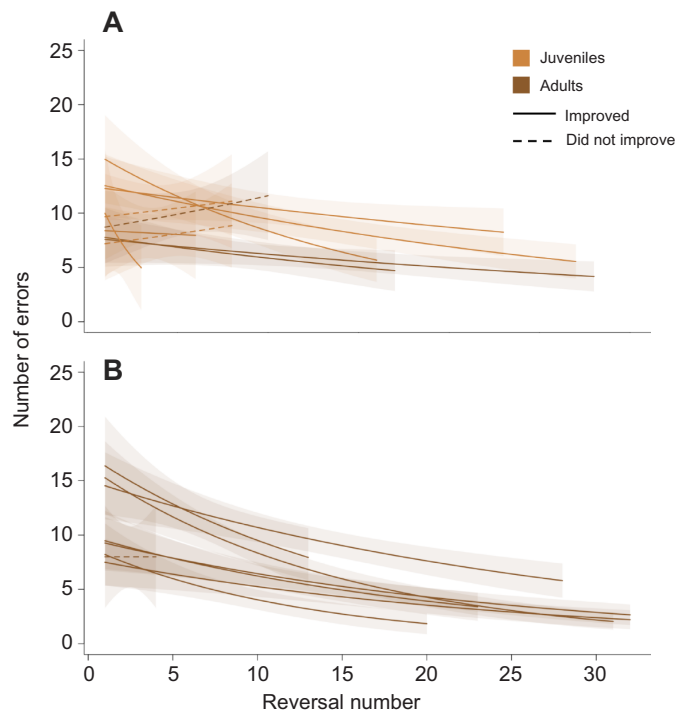 A
25
20
15
10
5
0
Juveniles
Adults
Improved
Did not improve
Number of errors
B
25
20
15
10
5
0
0 5 10 15 20 25 30
Reversal number